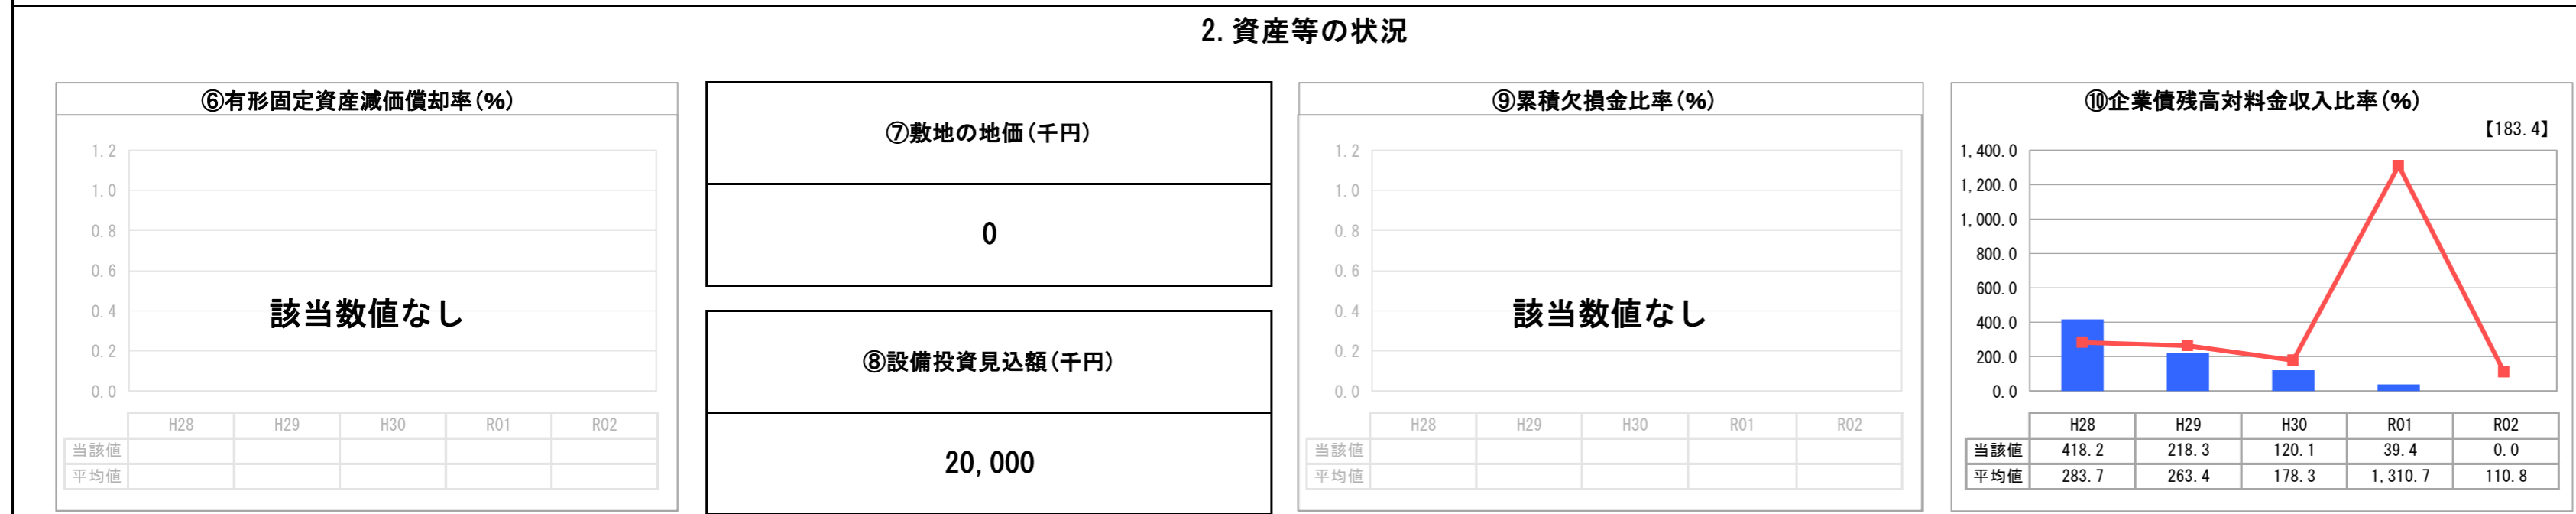 2.資産等の状況
⑥有形固定資産減価償却率(%)
1.2
1.0
0.8
0.6
0.4
0.2
0.0
該当数値なし
H28 H29 H30 R01 R02
当該値
平均値
⑦敷地の地価(千円)
0
⑧設備投資見込額(千円)
20,000
⑨累積欠損金比率(%)
1.2
1.0
0.8
0.6
0.4
0.2
0.0
該当数値なし
H28 H29 H30 R01 R02
当該値
平均値
⑩企業債残高対料金収入比率(%)
【183.4】
1,400.0
1,200.0
1,000.0
800.0
600.0
400.0
200.0
0.0
H28 H29 H30 R01 R02
当該値 418.2 218.3 120.1 39.4 0.0
平均値 283.7 263.4 178.3 1,310.7 110.8